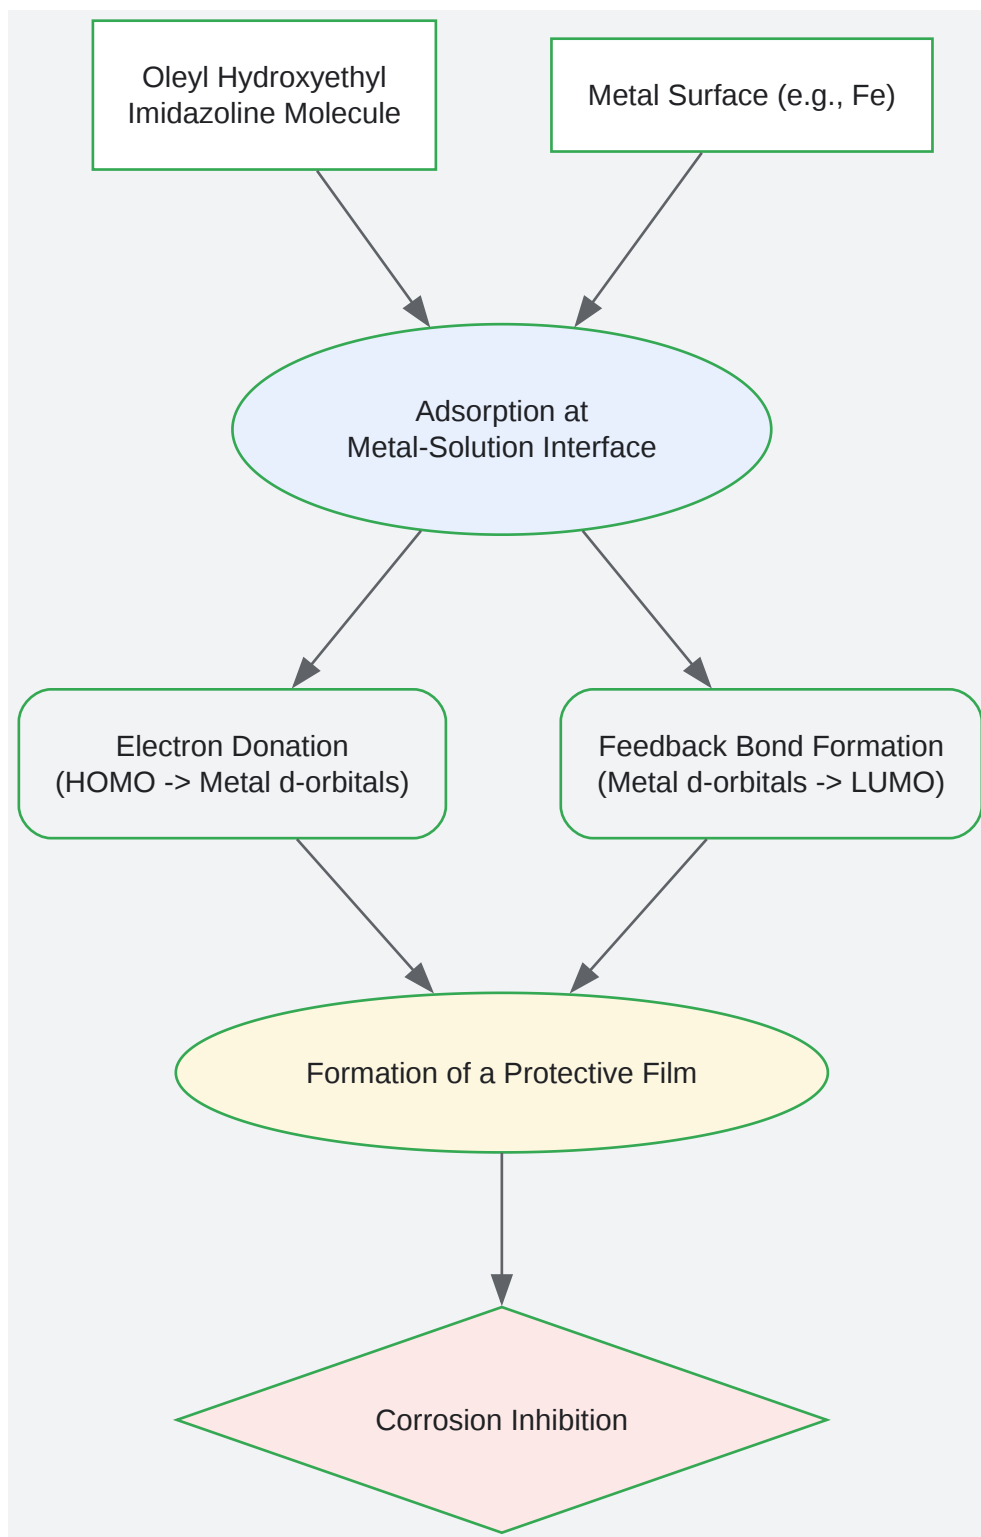 Oleyl Hydroxyethyl
Imidazoline Molecule
Metal Surface (e.g., Fe)
Adsorption at
Metal-Solution Interface
Electron Donation
(HOMO -> Metal d-orbitals)
Feedback Bond Formation
(Metal d-orbitals -> LUMO)
Formation of a Protective Film
Corrosion Inhibition